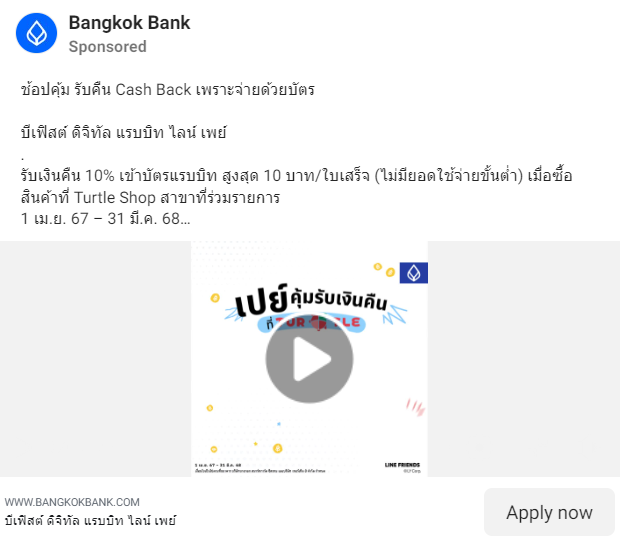 Bangkok Bank
Sponsored
ช้อปคุ้ม รับคืน Cash Back เพราะจ่ายด้วยบัตร
บีเฟิสต์ ดิจิทัล แรบบิท ไลน์ เพย์
.
รับเงินคืน 10% เข้าบัตรแรบบิท สูงสุด 10 บาท/ใบเสร็จ (ไม่มียอดใช้จ่ายขั้นต่ำ) เมื่อซื้อ
สินค้าที่ Turtle Shop สาขาที่ร่วมรายการ
1 เม.ย. 67 – 31 มี.ค. 68...
เปย์คุ้มรับเงินคืน
ที่
1 เม.ย. 67 – 31 มี.ค. 68
LINE FRIENDS
WWW.BANGKOKBANK.COM
บีเฟิสต์ ดิจิทัล แรบบิท ไลน์ เพย์
Apply now